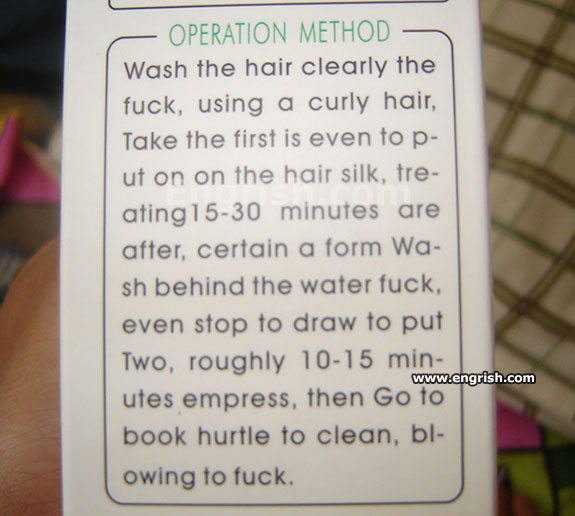 OPERATION METHOD
Wash the hair clearly the
fuck, using a curly hair,
Take the first is even to p-
ut on on the hair silk, tre-
Engrish.com
ating15-30 minutes are
after, certain a form Wa-
sh behind the water fuck,
even stop to draw to put
Two, roughly 10-15 min-
www.engrish.com
utes empress, then Go to
book hurtle to clean, bl-
owing to fuck.